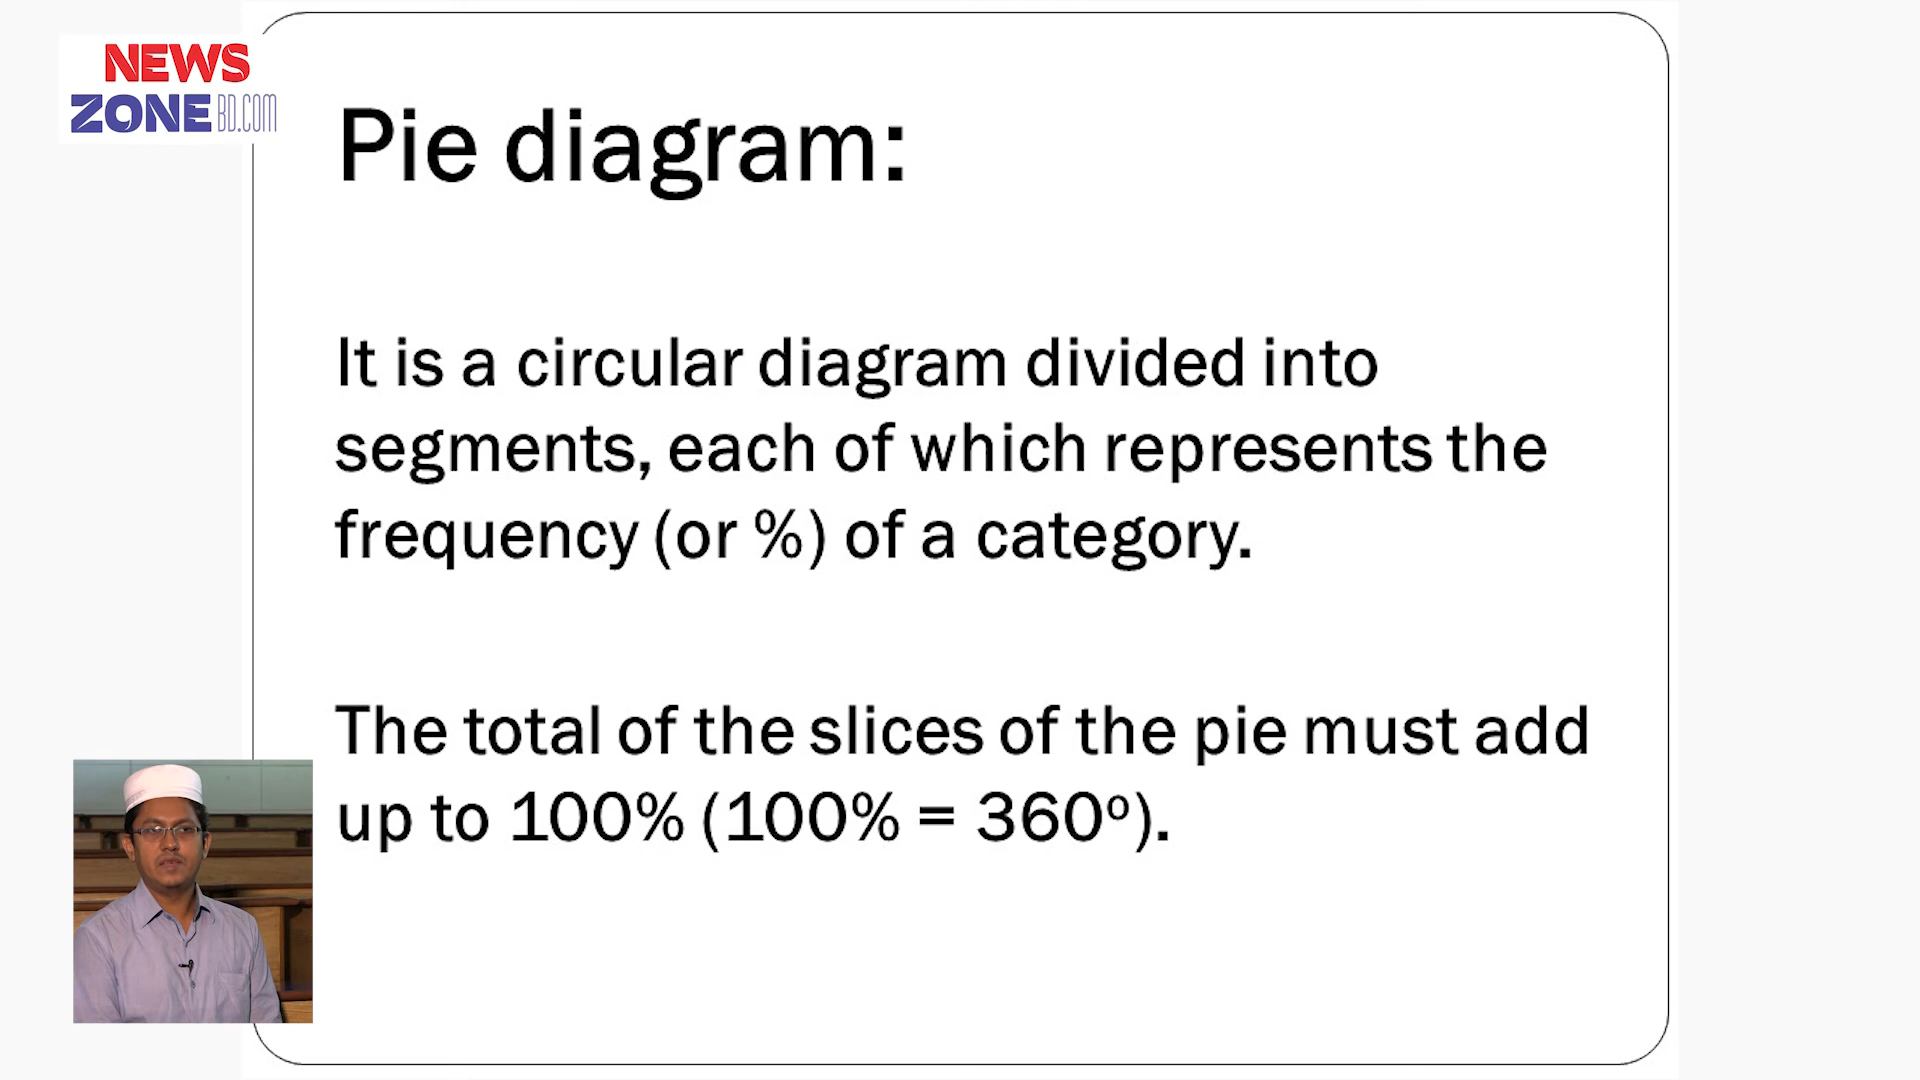 NEWS
ZONE BD.COM
Pie diagram:
It is a circular diagram divided into
segments, each of which represents the
frequency (or %) of a category.
The total of the slices of the pie must add
up to 100% (100% = 360º).